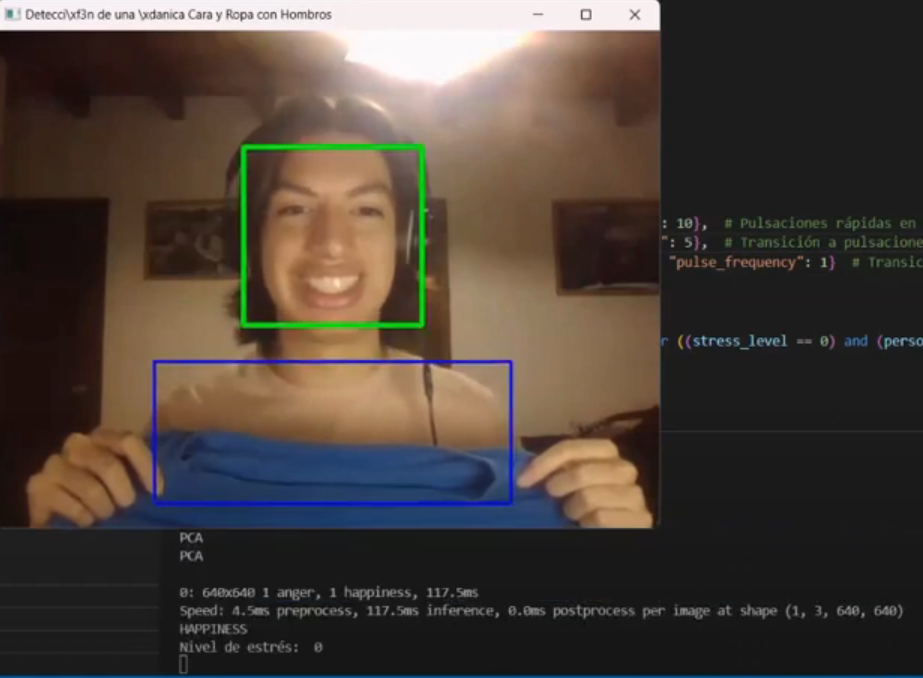 Detecci\xf3n de una \xdanica Cara y Ropa con Hombros
: 10}, # Pulsaciones rápidas en
": 5}, # Transición a pulsacione
"pulse_frequency": 1} # Transic
r ((stress_level == 0) and (perso
PCA
PCA
0: 640x640 1 anger, 1 happiness, 117.5ms
Speed: 4.5ms preprocess, 117.5ms inference, 0.0ms postprocess per image at shape (1, 3, 640, 640)
HAPPINESS
Nivel de estrés: 0